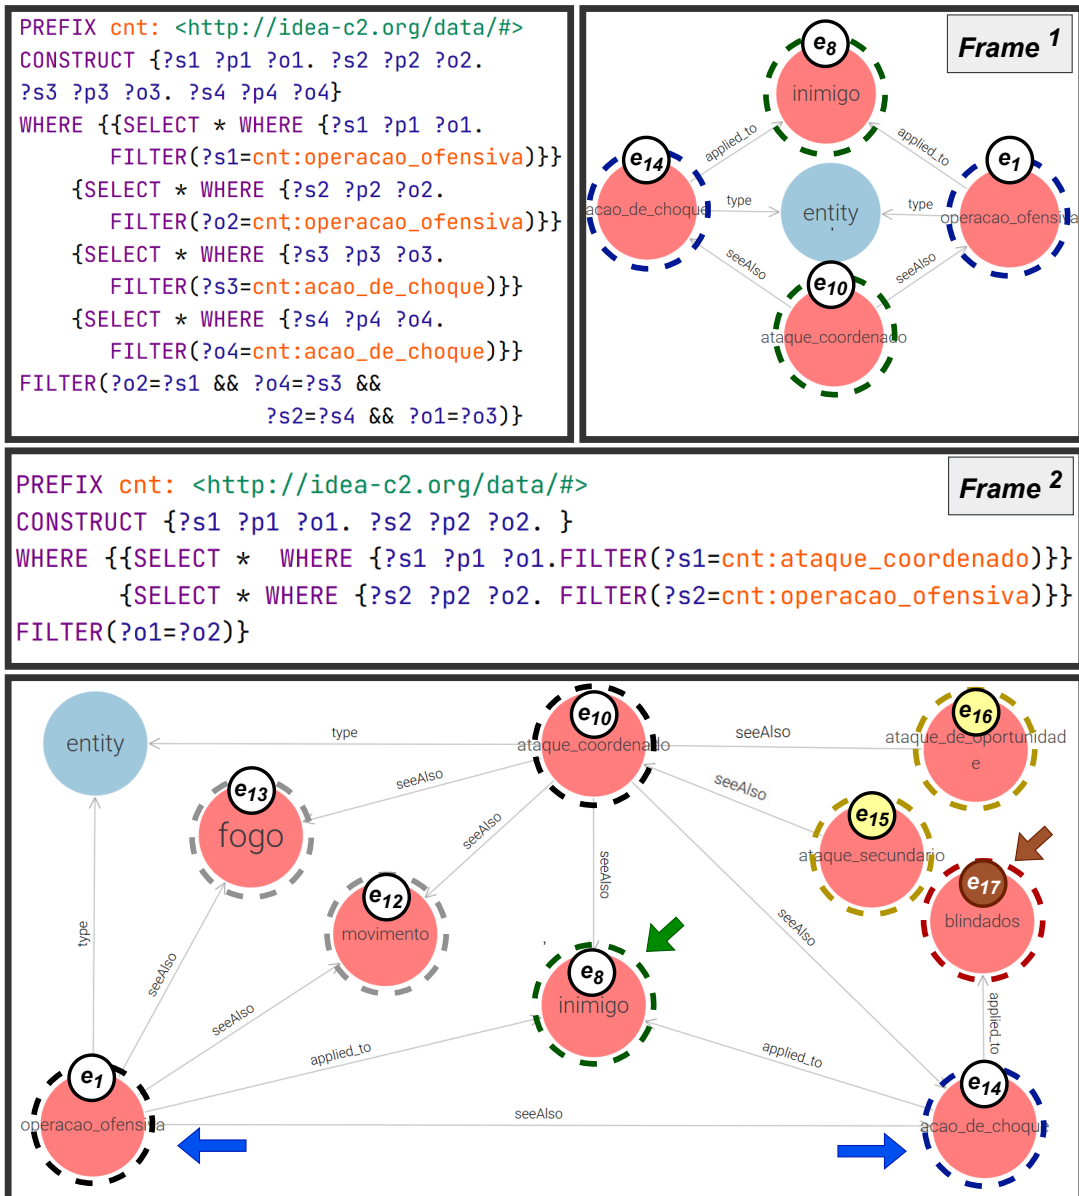 PREFIX cnt: <http://idea-c2.org/data/#>
CONSTRUCT {?s1 ?p1 ?o1. ?s2 ?p2 ?o2.
?s3 ?p3 ?o3. ?s4 ?p4 ?o4}
WHERE {{SELECT * WHERE {?s1 ?p1 ?o1.
FILTER(?s1=cnt:operacao_ofensiva)}}
{SELECT * WHERE {?s2 ?p2 ?o2.
FILTER(?o2=cnt:operacao_ofensiva)}}
{SELECT * WHERE {?s3 ?p3 ?o3.
FILTER(?s3=cnt:acao_de_choque)}}
{SELECT * WHERE {?s4 ?p4 ?o4.
FILTER(?o4=cnt:acao_de_choque)}}
FILTER(?o2=?s1 && ?o4=?s3 &&
?s2=?s4 && ?o1=?o3)}
Frame 1
e8
inimigo
applied_to
applied_to
e14
e1
acao_de_choque
type
entity
type
operacao_ofensiva
seeAlso
seeAlso
e10
ataque_coordenado
Frame 2
PREFIX cnt: <http://idea-c2.org/data/#>
CONSTRUCT {?s1 ?p1 ?o1. ?s2 ?p2 ?o2. }
WHERE {{SELECT * WHERE {?s1 ?p1 ?o1.FILTER(?s1=cnt:ataque_coordenado)}}
{SELECT * WHERE {?s2 ?p2 ?o2. FILTER(?s2=cnt:operacao_ofensiva)}}
FILTER(?o1=?o2)}
entity
type
e10
ataque_coordenado
seeAlso
e16
ataque_de_oportunidad
e
e13
fogo
seeAlso
seeAlso
e15
ataque_secundario
seeAlso
seeAlso
e17
blindados
e12
movimento
type
seeAlso
seeAlso
seeAlso
e8
inimigo
applied_to
applied_to
applied_to
e1
operacao_ofensiva
seeAlso
e14
acao_de_choque